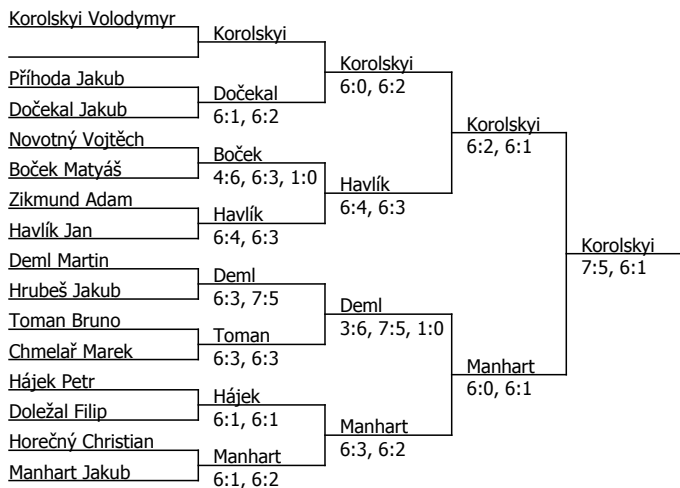 Korolskyi Volodymyr
Příhoda Jakub
Dočekal Jakub
Novotný Vojtěch
Boček Matyáš
Zikmund Adam
Havlík Jan
Deml Martin
Hrubeš Jakub
Toman Bruno
Chmelař Marek
Hájek Petr
Doležal Filip
Horečný Christian
Manhart Jakub
Korolskyi
Dočekal
6:1, 6:2
Boček
4:6, 6:3, 1:0
Havlík
6:4, 6:3
Deml
6:3, 7:5
Toman
6:3, 6:3
Hájek
6:1, 6:1
Manhart
6:1, 6:2
Korolskyi
6:0, 6:2
Havlík
6:4, 6:3
Deml
3:6, 7:5, 1:0
Manhart
6:3, 6:2
Korolskyi
6:2, 6:1
Manhart
6:0, 6:1
Korolskyi
7:5, 6:1